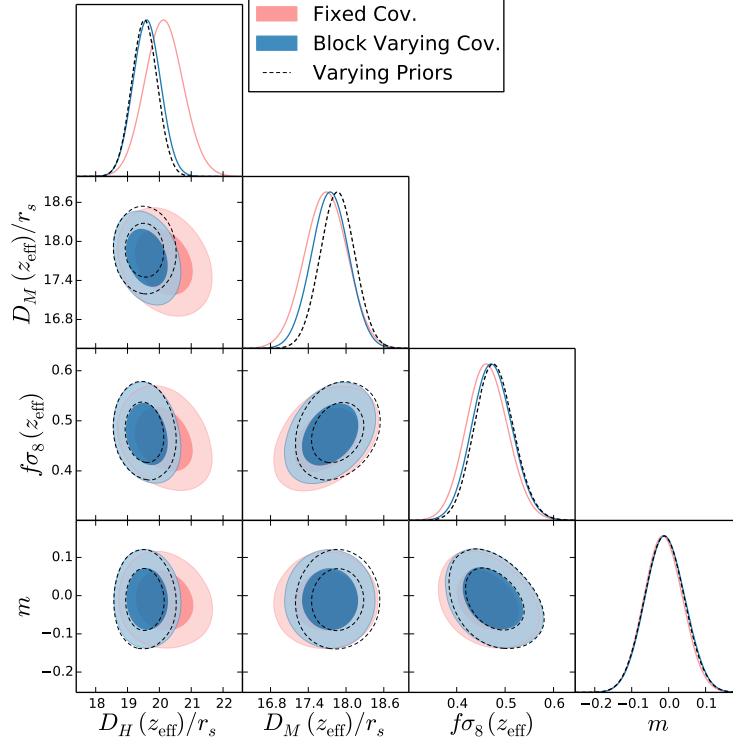 Fixed Cov.
Block Varying Cov.
Varying Priors
D_M (z_eff)/r_s
18.6
18.0
17.4
16.8
fσ_8(z_eff)
0.6
0.5
0.4
m
0.1
0.0
−0.1
−0.2
18 19 20 21 22
16.8 17.4 18.0 18.6
0.4 0.5 0.6
−0.2 −0.1 0.0 0.1
D_H (z_eff)/r_s
D_M (z_eff)/r_s
fσ_8(z_eff)
m